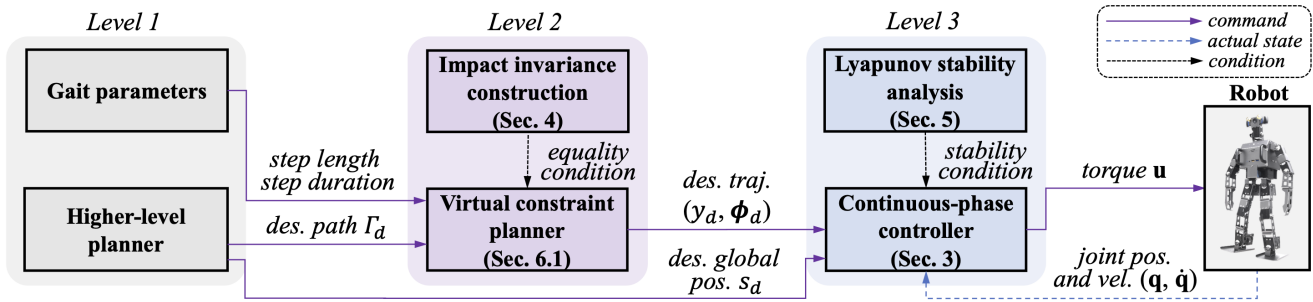 Level 1
Level 2
Level 3
command
actual state
condition
Gait parameters
Higher-level
planner
step length
step duration
des. path Γd
Impact invariance
construction
(Sec. 4)
equality
condition
Virtual constraint
planner
(Sec. 6.1)
des. traj.
(yd, ϕd)
des. global
pos. sd
Lyapunov stability
analysis
(Sec. 5)
stability
condition
Continuous-phase
controller
(Sec. 3)
torque u
Robot
joint pos.
and vel. (q, q̇)